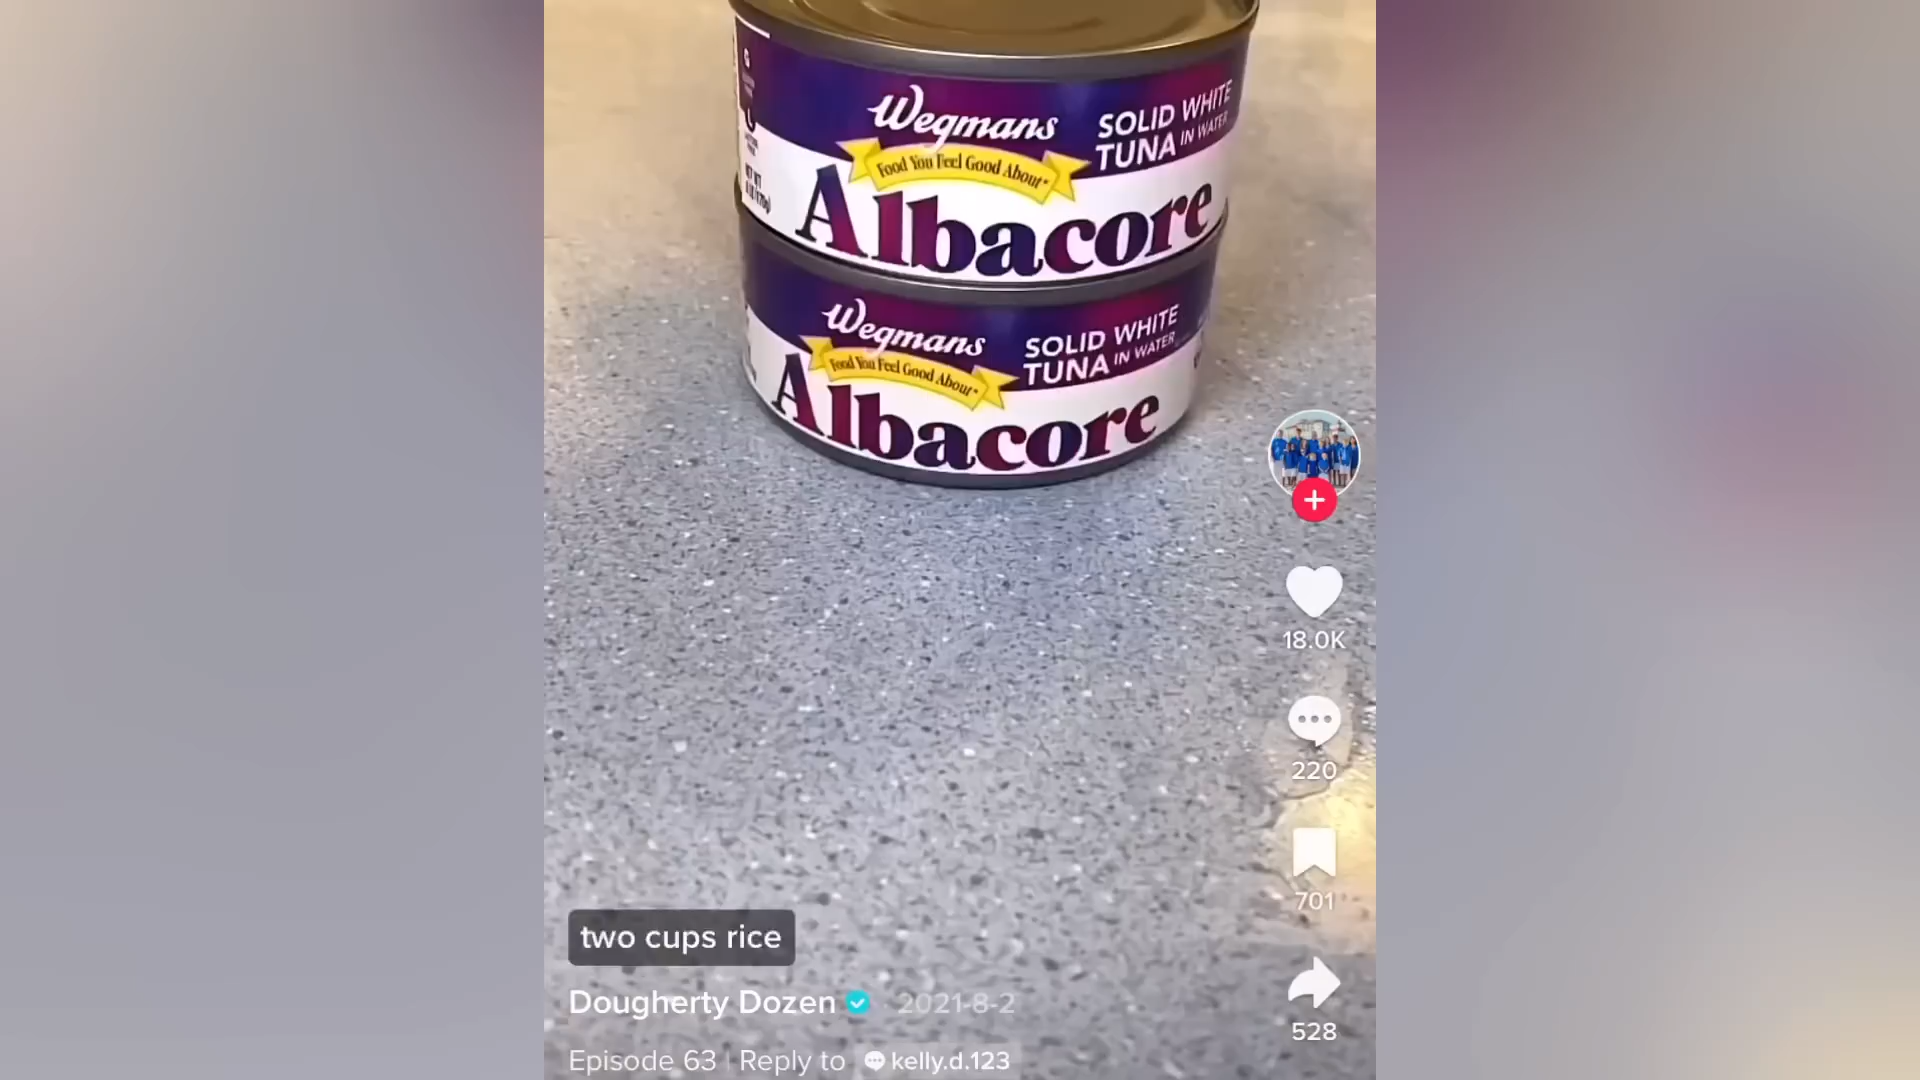 Wegmans
SOLID WHITE
TUNA IN WATER
Food You Feel Good About*
Albacore
Wegmans
SOLID WHITE
TUNA IN WATER
Food You Feel Good About*
Albacore
18.0K
220
701
two cups rice
Dougherty Dozen · 2021-8-2
528
Episode 63 | Reply to kelly.d.123